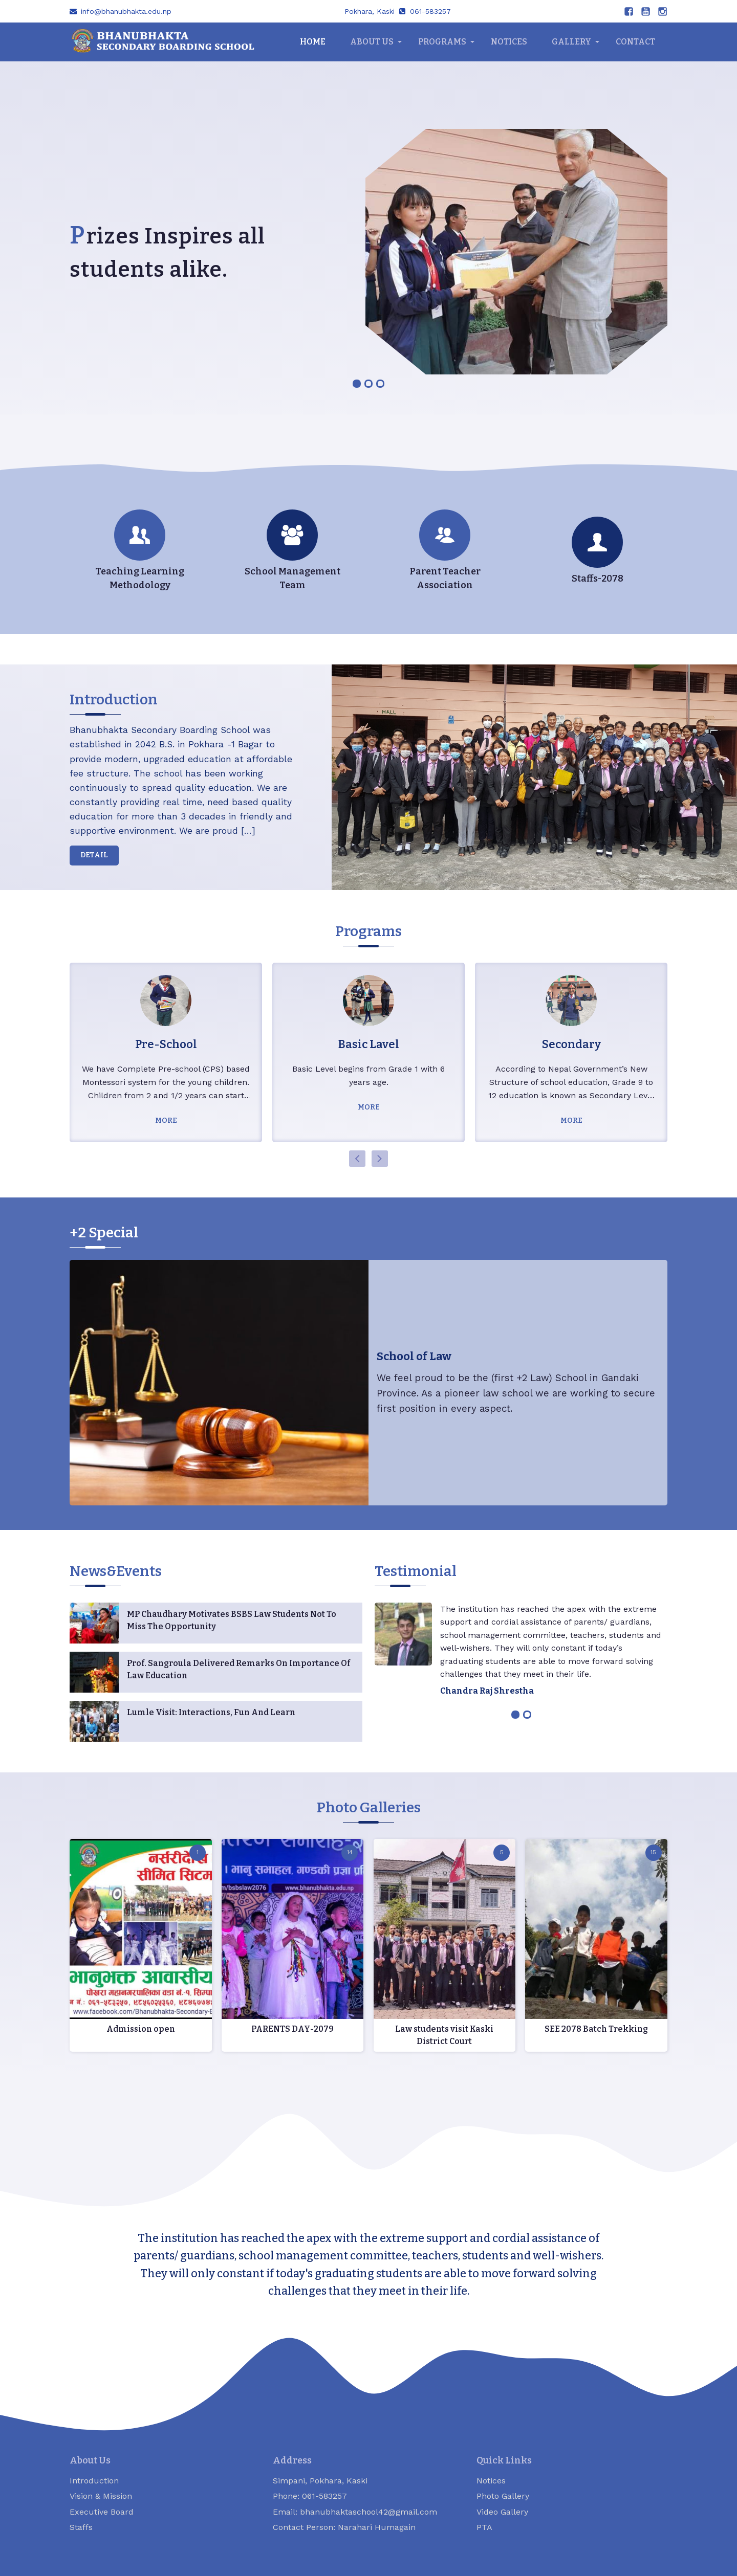 info@bhanubhakta.edu.np
Pokhara, Kaski 061-583257
BHANUBHAKTA
SECONDARY BOARDING SCHOOL
HOME ABOUT US PROGRAMS NOTICES GALLERY CONTACT
Prizes Inspires all
students alike.
Teaching Learning
Methodology
School Management
Team
Parent Teacher
Association
Staffs-2078
Introduction
Bhanubhakta Secondary Boarding School was
established in 2042 B.S. in Pokhara -1 Bagar to
provide modern, upgraded education at affordable
fee structure. The school has been working
continuously to spread quality education. We are
constantly providing real time, need based quality
education for more than 3 decades in friendly and
supportive environment. We are proud […]
DETAIL
HALL
Programs
Pre-School
We have Complete Pre-school (CPS) based
Montessori system for the young children.
Children from 2 and 1/2 years can start..
MORE
Basic Lavel
Basic Level begins from Grade 1 with 6
years age.
MORE
Secondary
According to Nepal Government's New
Structure of school education, Grade 9 to
12 education is known as Secondary Lev...
MORE
+2 Special
School of Law
We feel proud to be the (first +2 Law) School in Gandaki
Province. As a pioneer law school we are working to secure
first position in every aspect.
News&Events
MP Chaudhary Motivates BSBS Law Students Not To
Miss The Opportunity
Prof. Sangroula Delivered Remarks On Importance Of
Law Education
Lumle Visit: Interactions, Fun And Learn
Testimonial
The institution has reached the apex with the extreme
support and cordial assistance of parents/ guardians,
school management committee, teachers, students and
well-wishers. They will only constant if today's
graduating students are able to move forward solving
challenges that they meet in their life.
Chandra Raj Shrestha
Photo Galleries
1
नर्सरीदेखि
सीमित सिटम
भानुभक्त आवासीय
पोखरा महानगरपालिका वडा नं.-१, सिम्पा
www.facebook.com/Bhanubhakta-Secondary-B
Admission open
14
भानु समाहल, गण्डकी प्रज्ञा प्र
m/bsbslaw2076 www.bhanubhakta.edu.np
PARENTS DAY-2079
5
Law students visit Kaski
District Court
15
SEE 2078 Batch Trekking
The institution has reached the apex with the extreme support and cordial assistance of
parents/ guardians, school management committee, teachers, students and well-wishers.
They will only constant if today's graduating students are able to move forward solving
challenges that they meet in their life.
About Us
Introduction
Vision & Mission
Executive Board
Staffs
Address
Simpani, Pokhara, Kaski
Phone: 061-583257
Email: bhanubhaktaschool42@gmail.com
Contact Person: Narahari Humagain
Quick Links
Notices
Photo Gallery
Video Gallery
PTA